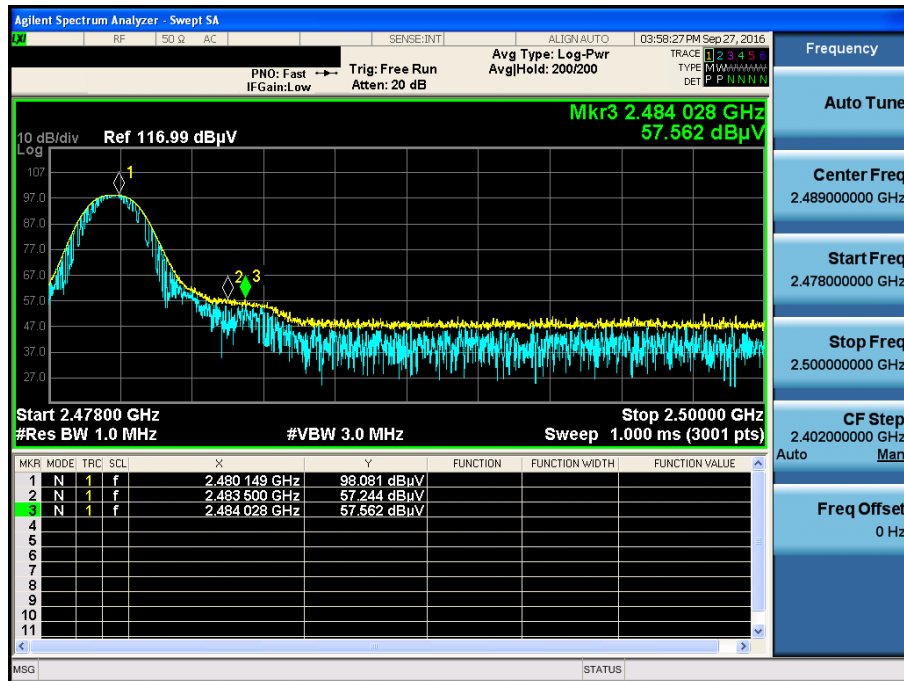 Agilent Spectrum Analyzer - Swept SA
LXI RF 50 Ω AC SENSE:INT ALIGN AUTO 03:58:27 PM Sep 27, 2016
PNO: Fast
IFGain:Low
Trig: Free Run
Atten: 20 dB
Avg Type: Log-Pwr
Avg|Hold: 200/200
TRACE 1 2 3 4 5 6
TYPE MWWWWWW
DET P P N N N N
Mkr3 2.484 028 GHz
57.562 dBµV
10 dB/div Ref 116.99 dBµV
Log
107
97.0
87.0
77.0
67.0
57.0
47.0
37.0
27.0
1
2 3
Start 2.47800 GHz Stop 2.50000 GHz
#Res BW 1.0 MHz #VBW 3.0 MHz Sweep 1.000 ms (3001 pts)
MKR MODE TRC SCL X Y FUNCTION FUNCTION WIDTH FUNCTION VALUE
1 N 1 f 2.480 149 GHz 98.081 dBµV
2 N 1 f 2.483 500 GHz 57.244 dBµV
3 N 1 f 2.484 028 GHz 57.562 dBµV
4
5
6
7
8
9
10
11
MSG STATUS
Frequency
Auto Tune
Center Freq
2.489000000 GHz
Start Freq
2.478000000 GHz
Stop Freq
2.500000000 GHz
CF Step
2.402000000 GHz
Auto Man
Freq Offset
0 Hz